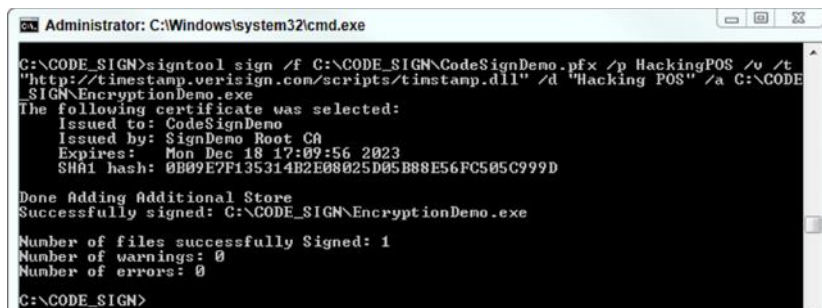 Administrator: C:\Windows\system32\cmd.exe
C:\CODE_SIGN>signtool sign /f C:\CODE_SIGN\CodeSignDemo.pfx /p HackingPOS /v /t
"http://timestamp.verisign.com/scripts/timstamp.dll" /d "Hacking POS" /a C:\CODE
_SIGN\EncryptionDemo.exe
The following certificate was selected:
    Issued to: CodeSignDemo
    Issued by: SignDemo Root CA
    Expires:   Mon Dec 18 17:09:56 2023
    SHA1 hash: 0B09E7F135314B2E08025D05B88E56FC505C999D
Done Adding Additional Store
Successfully signed: C:\CODE_SIGN\EncryptionDemo.exe
Number of files successfully Signed: 1
Number of warnings: 0
Number of errors: 0
C:\CODE_SIGN>